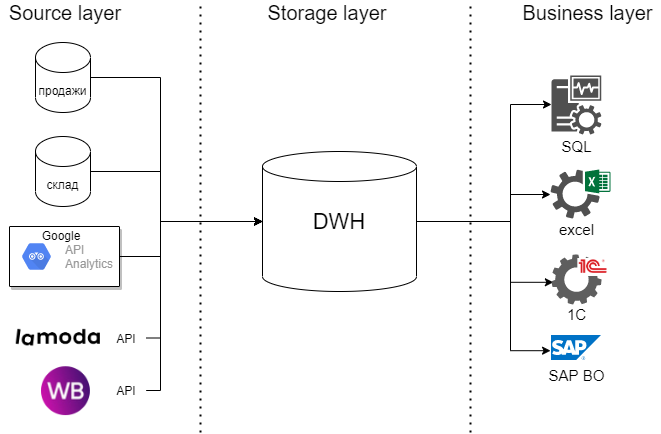 Source layer
Storage layer
Business layer
продажи
склад
Google
API
Analytics
lamoda
API
WB
API
DWH
SQL
X
excel
1C
1C
SAP
SAP BO